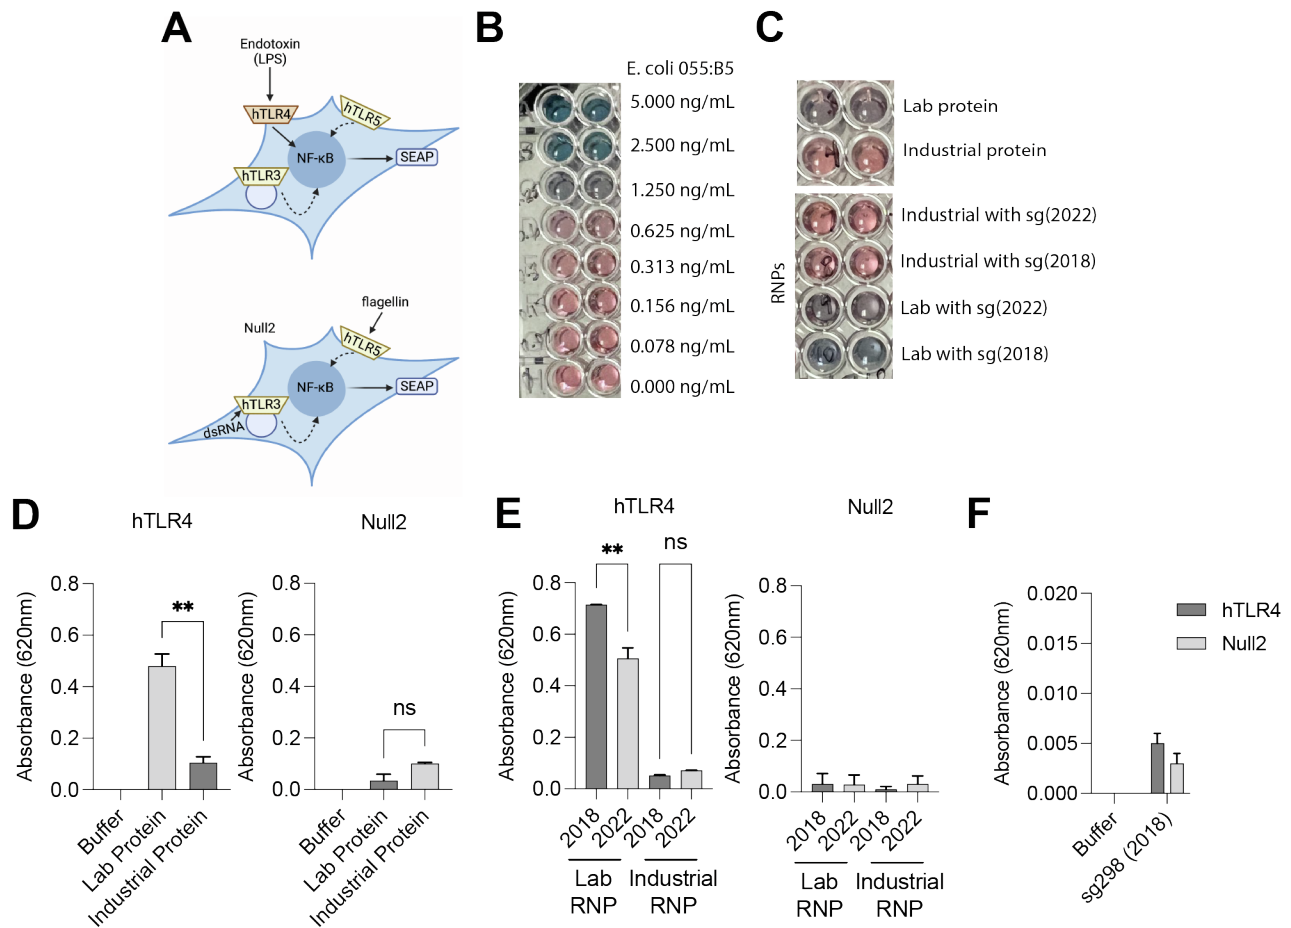 A
Endotoxin
(LPS)
hTLR4
hTLR5
NF-κB
SEAP
hTLR3
flagellin
Null2
hTLR5
NF-κB
SEAP
hTLR3
dsRNA
B
E. coli 055:B5
5.000 ng/mL
2.500 ng/mL
1.250 ng/mL
0.625 ng/mL
0.313 ng/mL
0.156 ng/mL
0.078 ng/mL
0.000 ng/mL
C
Lab protein
Industrial protein
RNPs
Industrial with sg(2022)
Industrial with sg(2018)
Lab with sg(2022)
Lab with sg(2018)
D
hTLR4
Absorbance (620nm)
0.8
0.6
0.4
0.2
0.0
**
Buffer
Lab Protein
Industrial Protein
Null2
Absorbance (620nm)
0.8
0.6
0.4
0.2
0.0
ns
Buffer
Lab Protein
Industrial Protein
E
hTLR4
Absorbance (620nm)
0.8
0.6
0.4
0.2
0.0
**
ns
2018
2022
2018
2022
Lab
RNP
Industrial
RNP
Null2
Absorbance (620nm)
0.8
0.6
0.4
0.2
0.0
2018
2022
2018
2022
Lab
RNP
Industrial
RNP
F
Absorbance (620nm)
0.020
0.015
0.010
0.005
0.000
Buffer
sg298 (2018)
hTLR4
Null2